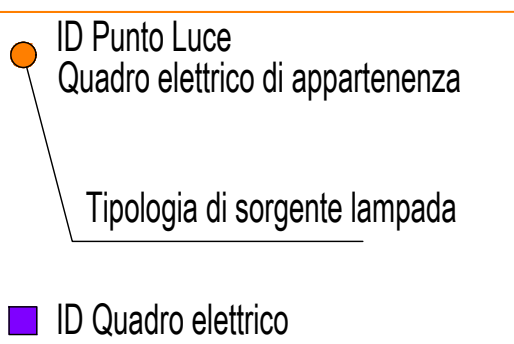 ID Punto Luce
Quadro elettrico di appartenenza
Tipologia di sorgente lampada
ID Quadro elettrico